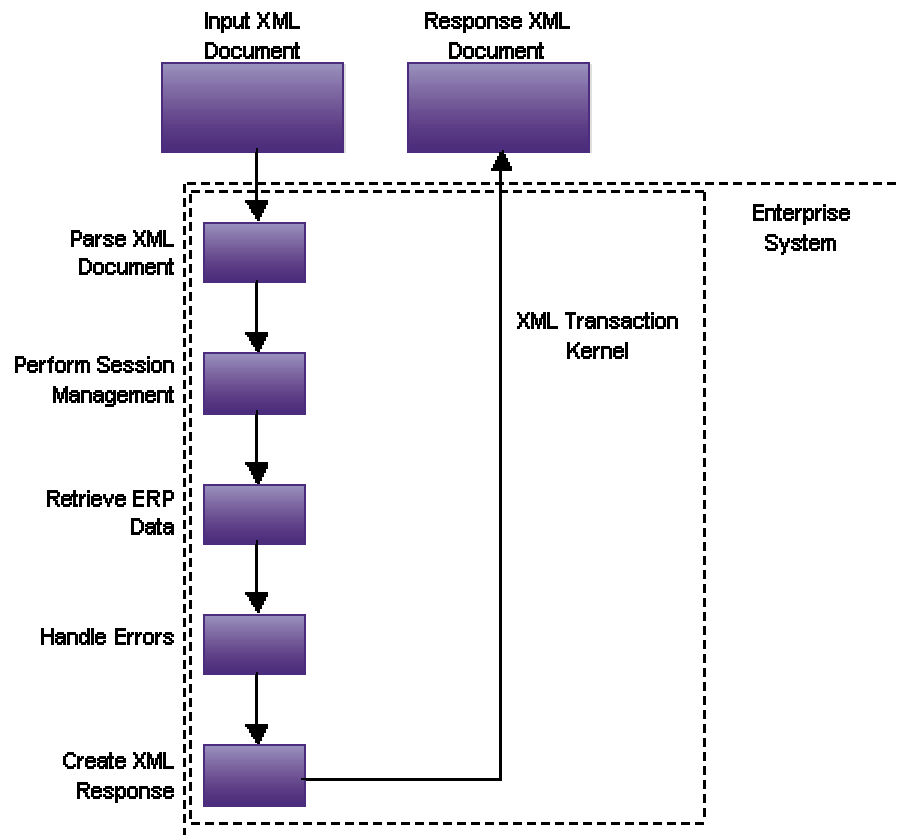 Input XML
Document
Response XML
Document
Enterprise
System
Parse XML
Document
XML Transaction
Kernel
Perform Session
Management
Retrieve ERP
Data
Handle Errors
Create XML
Response